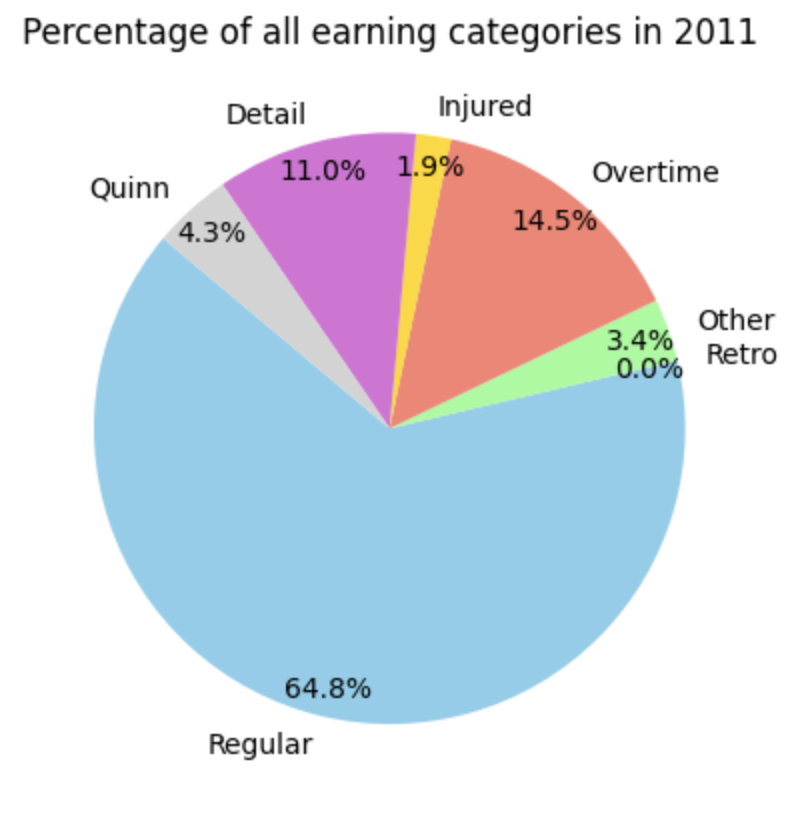 Percentage of all earning categories in 2011
Injured
Detail
1.9%
11.0%
Overtime
Quinn
14.5%
4.3%
Other
3.4%
Retro
0.0%
64.8%
Regular